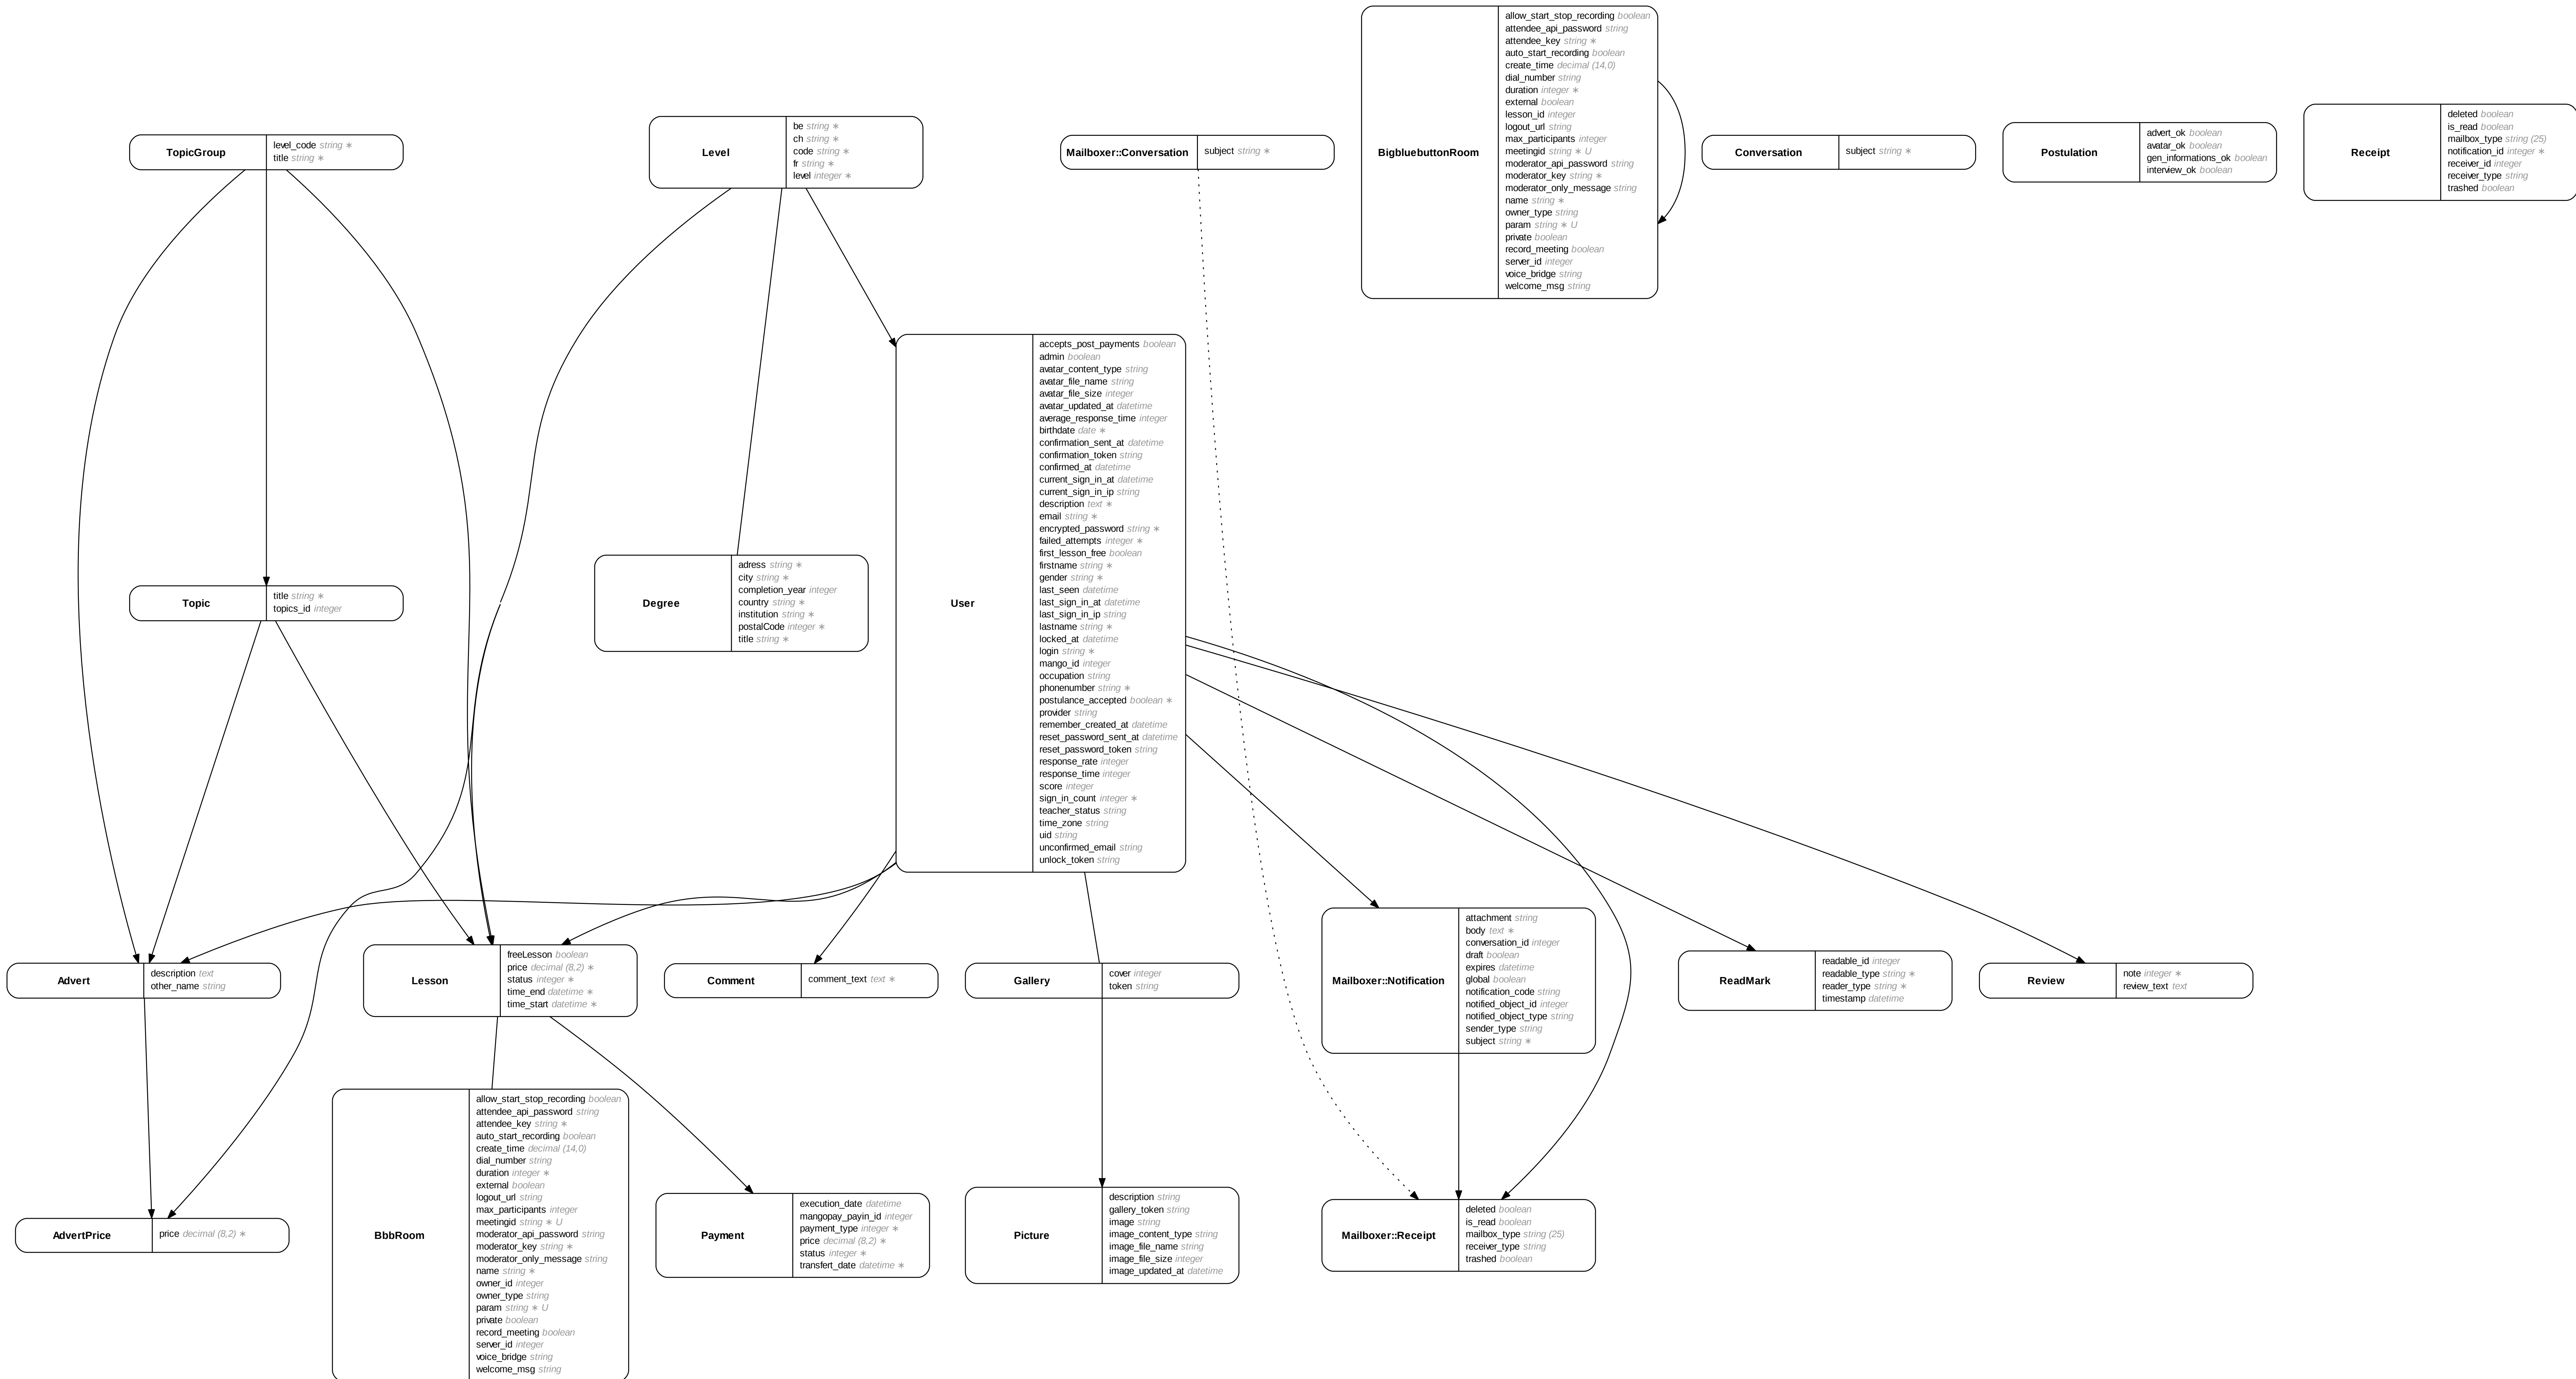 TopicGroup
level_code string ∗
title string ∗
Level
be string ∗
ch string ∗
code string ∗
fr string ∗
level integer ∗
Mailboxer::Conversation
subject string ∗
BigbluebuttonRoom
allow_start_stop_recording boolean
attendee_api_password string
attendee_key string ∗
auto_start_recording boolean
create_time decimal (14,0)
dial_number string
duration integer ∗
external boolean
lesson_id integer
logout_url string
max_participants integer
meetingid string ∗ U
moderator_api_password string
moderator_key string ∗
moderator_only_message string
name string ∗
owner_type string
param string ∗ U
private boolean
record_meeting boolean
server_id integer
voice_bridge string
welcome_msg string
Conversation
subject string ∗
Postulation
advert_ok boolean
avatar_ok boolean
gen_informations_ok boolean
interview_ok boolean
Receipt
deleted boolean
is_read boolean
mailbox_type string (25)
notification_id integer ∗
receiver_id integer
receiver_type string
trashed boolean
Topic
title string ∗
topics_id integer
Degree
adress string ∗
city string ∗
completion_year integer
country string ∗
institution string ∗
postalCode integer ∗
title string ∗
User
accepts_post_payments boolean
admin boolean
avatar_content_type string
avatar_file_name string
avatar_file_size integer
avatar_updated_at datetime
average_response_time integer
birthdate date ∗
confirmation_sent_at datetime
confirmation_token string
confirmed_at datetime
current_sign_in_at datetime
current_sign_in_ip string
description text ∗
email string ∗
encrypted_password string ∗
failed_attempts integer ∗
first_lesson_free boolean
firstname string ∗
gender string ∗
last_seen datetime
last_sign_in_at datetime
last_sign_in_ip string
lastname string ∗
locked_at datetime
login string ∗
mango_id integer
occupation string
phonenumber string ∗
postulance_accepted boolean ∗
provider string
remember_created_at datetime
reset_password_sent_at datetime
reset_password_token string
response_rate integer
response_time integer
score integer
sign_in_count integer ∗
teacher_status string
time_zone string
uid string
unconfirmed_email string
unlock_token string
Advert
description text
other_name string
Lesson
freeLesson boolean
price decimal (8,2) ∗
status integer ∗
time_end datetime ∗
time_start datetime ∗
Comment
comment_text text ∗
Gallery
cover integer
token string
Mailboxer::Notification
attachment string
body text ∗
conversation_id integer
draft boolean
expires datetime
global boolean
notification_code string
notified_object_id integer
notified_object_type string
sender_type string
subject string ∗
ReadMark
readable_id integer
readable_type string ∗
reader_type string ∗
timestamp datetime
Review
note integer ∗
review_text text
AdvertPrice
price decimal (8,2) ∗
BbbRoom
allow_start_stop_recording boolean
attendee_api_password string
attendee_key string ∗
auto_start_recording boolean
create_time decimal (14,0)
dial_number string
duration integer ∗
external boolean
logout_url string
max_participants integer
meetingid string ∗ U
moderator_api_password string
moderator_key string ∗
moderator_only_message string
name string ∗
owner_id integer
owner_type string
param string ∗ U
private boolean
record_meeting boolean
server_id integer
voice_bridge string
welcome_msg string
Payment
execution_date datetime
mangopay_payin_id integer
payment_type integer ∗
price decimal (8,2) ∗
status integer ∗
transfert_date datetime ∗
Picture
description string
gallery_token string
image string
image_content_type string
image_file_name string
image_file_size integer
image_updated_at datetime
Mailboxer::Receipt
deleted boolean
is_read boolean
mailbox_type string (25)
receiver_type string
trashed boolean